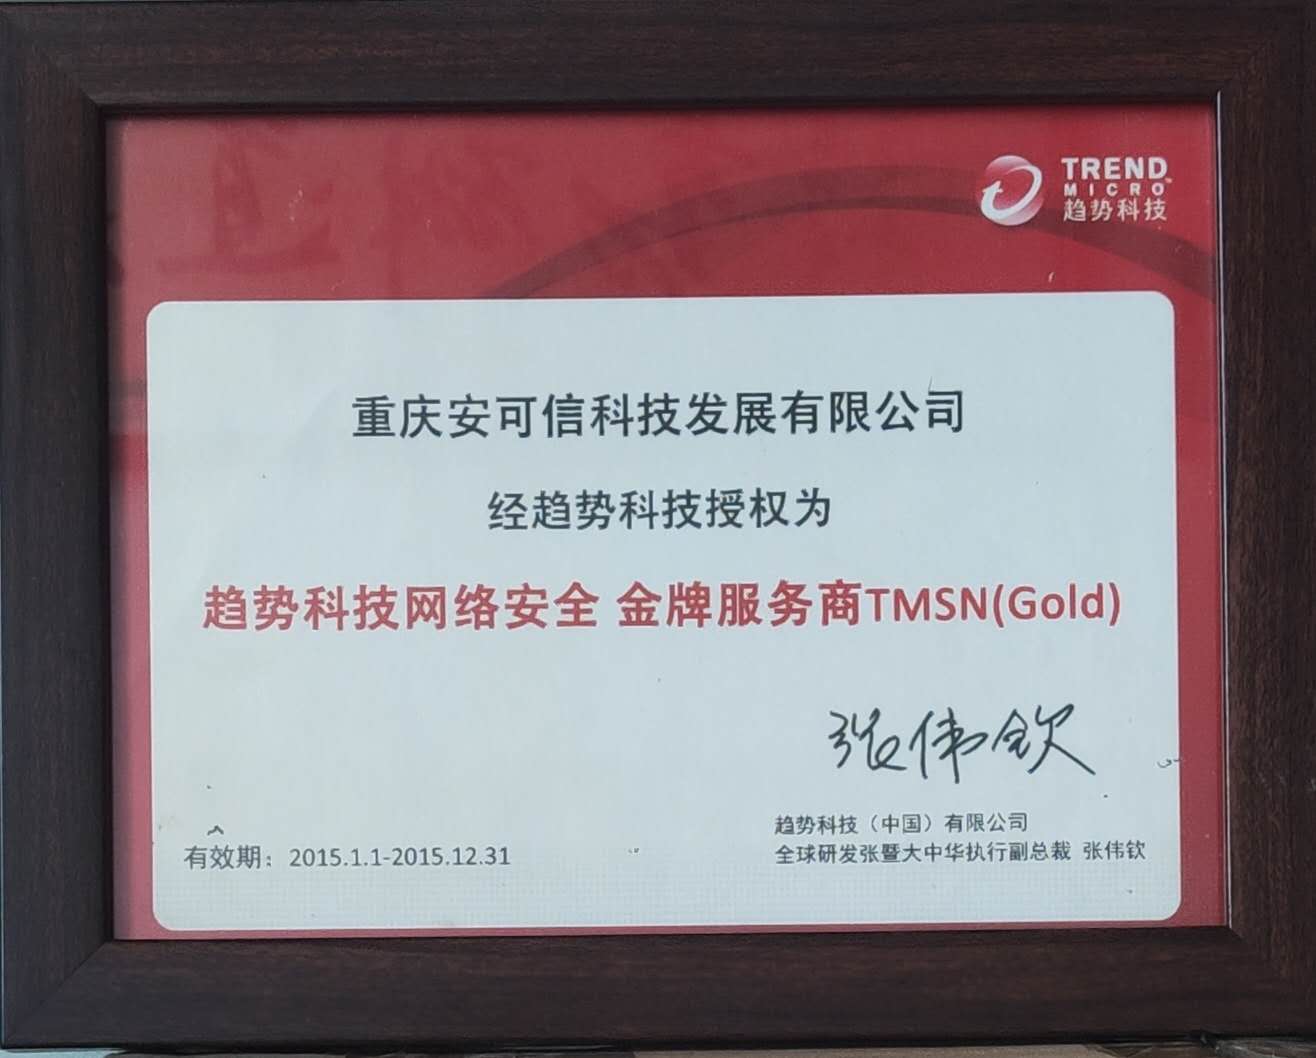 TREND
MICRO™
趋势科技
重庆安可信科技发展有限公司
经趋势科技授权为
趋势科技网络安全 金牌服务商TMSN(Gold)
张伟钦
趋势科技（中国）有限公司
有效期：2015.1.1-2015.12.31
全球研发张暨大中华执行副总裁 张伟钦